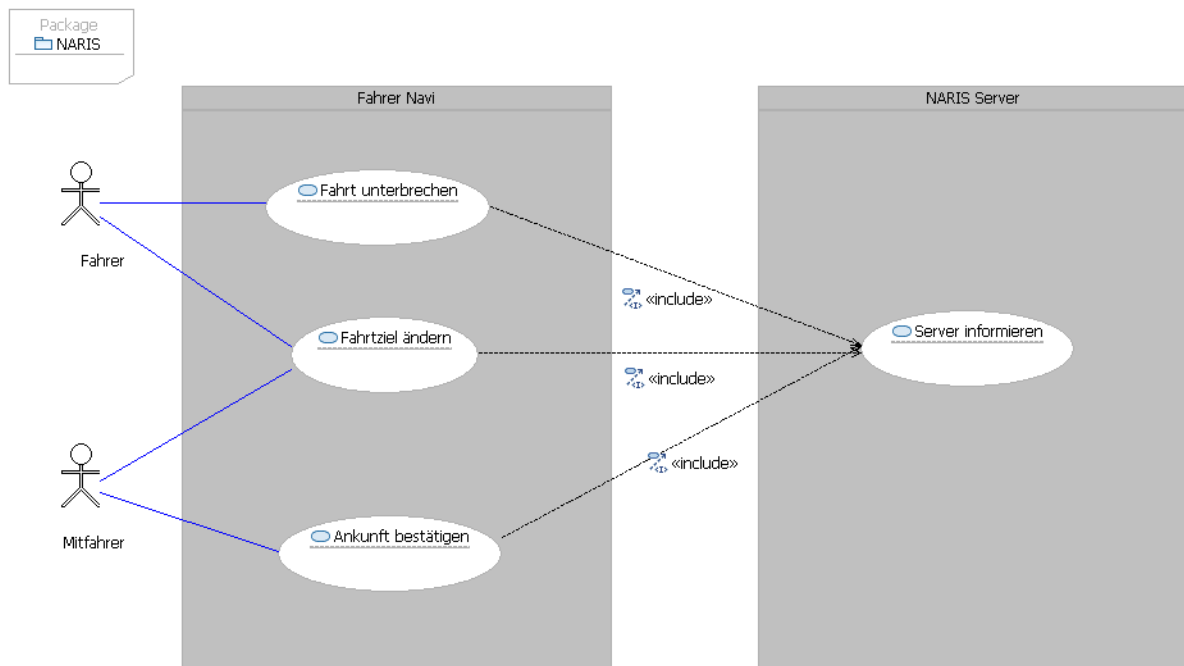 Package
NARIS
Fahrer Navi
NARIS Server
Fahrt unterbrechen
Fahrer
«include»
Server informieren
Fahrtziel ändern
«include»
«include»
Ankunft bestätigen
Mitfahrer